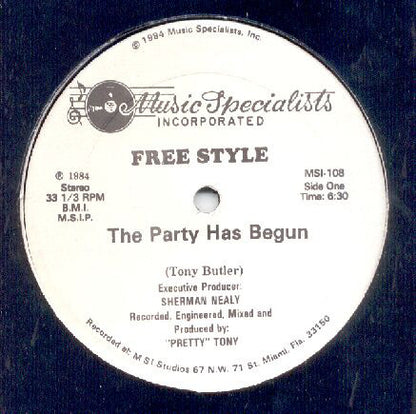 ℗ 1984 Music Specialists, Inc.
Music Specialists
INCORPORATED
FREE STYLE
℗ 1984
Stereo
33 1/3 RPM
B.M.I.
M.S.I.P.
MSI-108
Side One
Time: 6:30
The Party Has Begun
(Tony Butler)
Executive Producer:
SHERMAN NEALY
Recorded, Engineered, Mixed and
Produced by:
"PRETTY" TONY
Recorded at: M S I Studios 67 N.W. 71 St. Miami, Fla. 33150